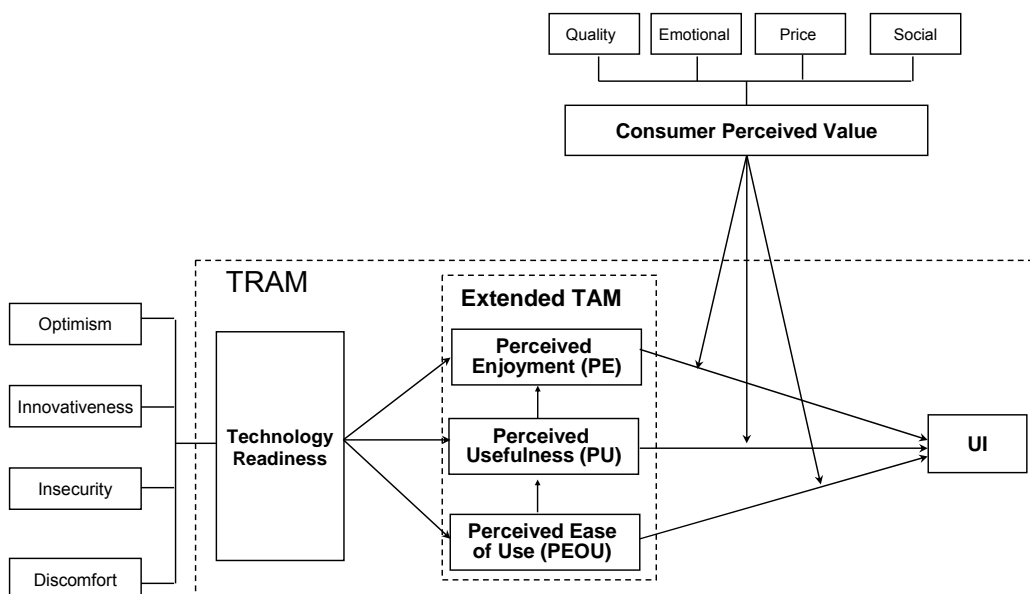 Quality
Emotional
Price
Social
Consumer Perceived Value
TRAM
Extended TAM
Optimism
Innovativeness
Insecurity
Discomfort
Technology
Readiness
Perceived
Enjoyment (PE)
Perceived
Usefulness (PU)
Perceived Ease
of Use (PEOU)
UI